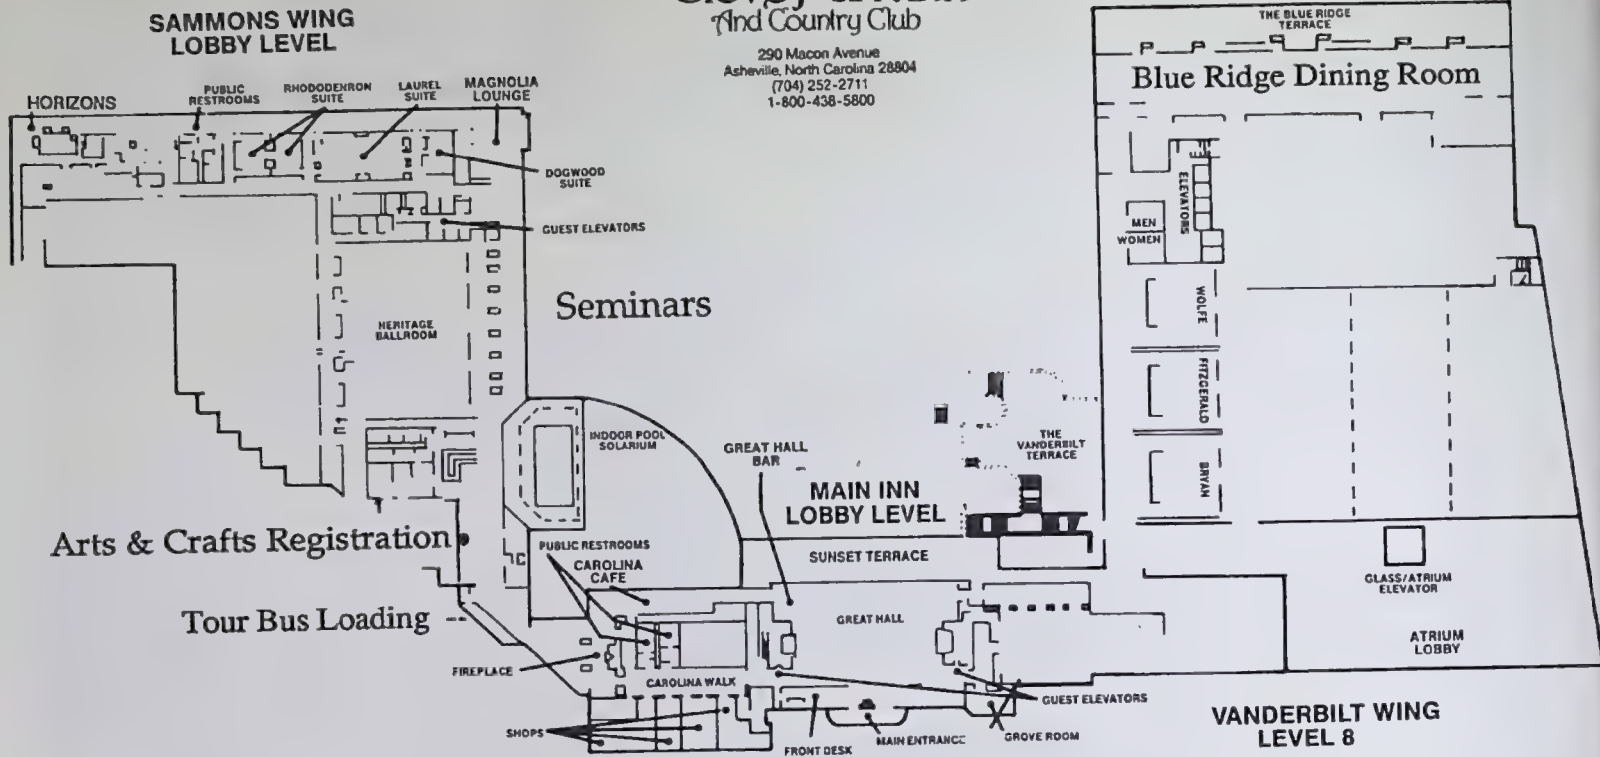 SAMMONS WING
LOBBY LEVEL
And Country Club
290 Macon Avenue
Asheville, North Carolina 28804
(704) 252-2711
1-800-438-5800
THE BLUE RIDGE
TERRACE
Blue Ridge Dining Room
HORIZONS
PUBLIC
RESTROOMS
RHODODENRON
SUITE
LAUREL
SUITE
MAGNOLIA
LOUNGE
DOGWOOD
SUITE
GUEST ELEVATORS
ELEVATORS
MEN
WOMEN
Seminars
HERITAGE
BALLROOM
WOLFE
FITZGERALD
BRYAN
INDOOR POOL
SOLARIUM
GREAT HALL
BAR
THE
VANDERBILT
TERRACE
MAIN INN
LOBBY LEVEL
Arts & Crafts Registration
PUBLIC RESTROOMS
CAROLINA
CAFE
SUNSET TERRACE
GLASS/ATRIUM
ELEVATOR
Tour Bus Loading
GREAT HALL
ATRIUM
LOBBY
FIREPLACE
CAROLINA WALK
GUEST ELEVATORS
SHOPS
FRONT DESK
MAIN ENTRANCE
GROVE ROOM
VANDERBILT WING
LEVEL 8